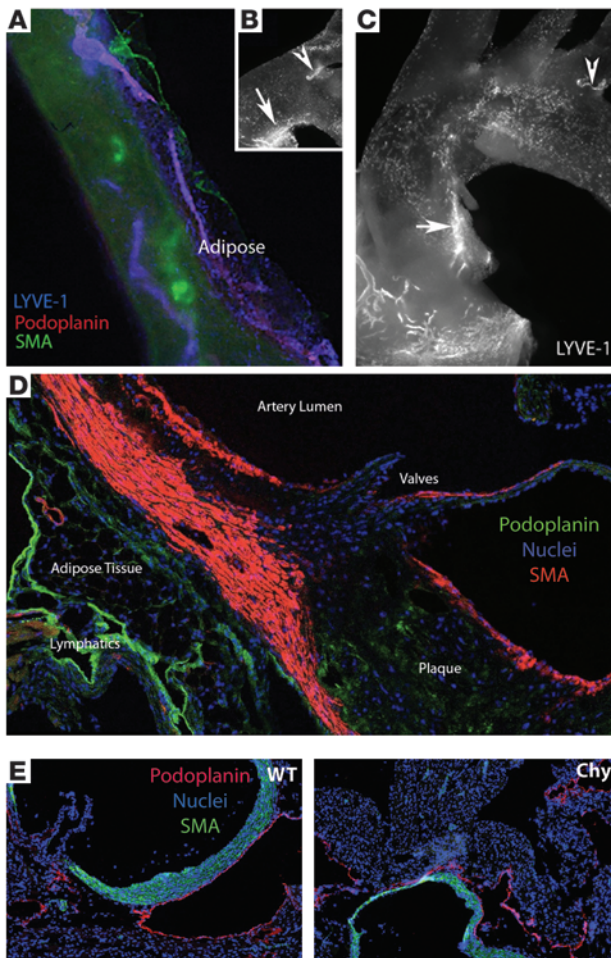 A
B
C
Adipose
LYVE-1
Podoplanin
SMA
LYVE-1
D
Artery Lumen
Valves
Podoplanin
Nuclei
SMA
Adipose Tissue
Lymphatics
Plaque
E
Podoplanin
WT
Nuclei
SMA
Chy